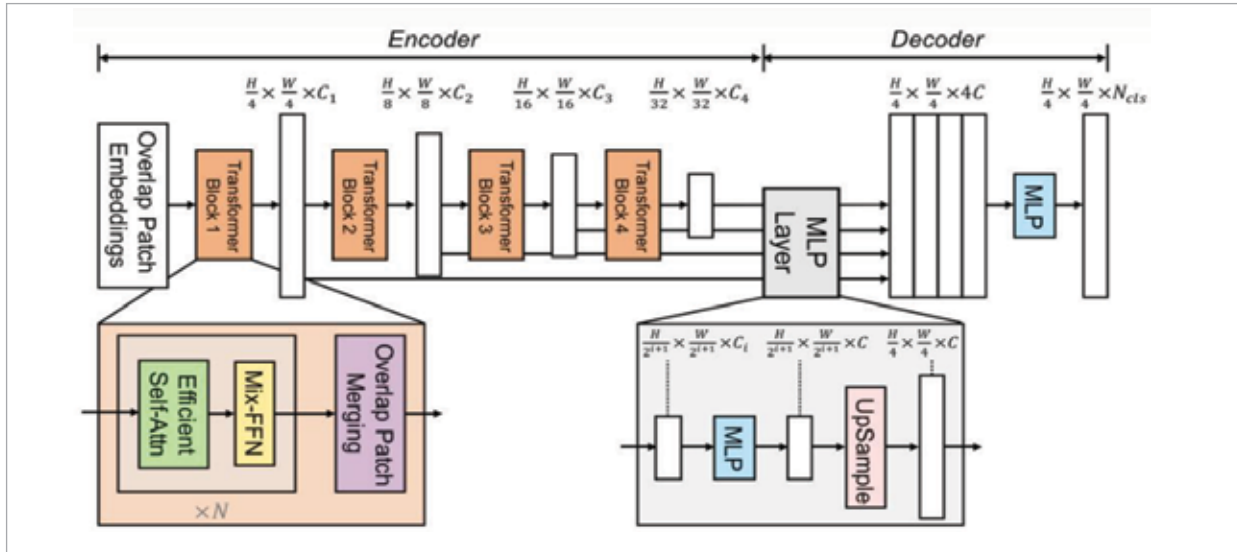 Encoder
Decoder
H/4 × W/4 × C₁
H/8 × W/8 × C₂
H/16 × W/16 × C₃
H/32 × W/32 × C₄
H/4 × W/4 × 4C
H/4 × W/4 × N_cls
Overlap Patch
Embeddings
Transformer
Block 1
Transformer
Block 2
Transformer
Block 3
Transformer
Block 4
MLP
Layer
MLP
Efficient
Self-Attn
Mix-FFN
×N
Overlap Patch
Merging
H/2^(i+1) × W/2^(i+1) × Cᵢ
H/2^(i+1) × W/2^(i+1) × C
H/4 × W/4 × C
MLP
UpSample